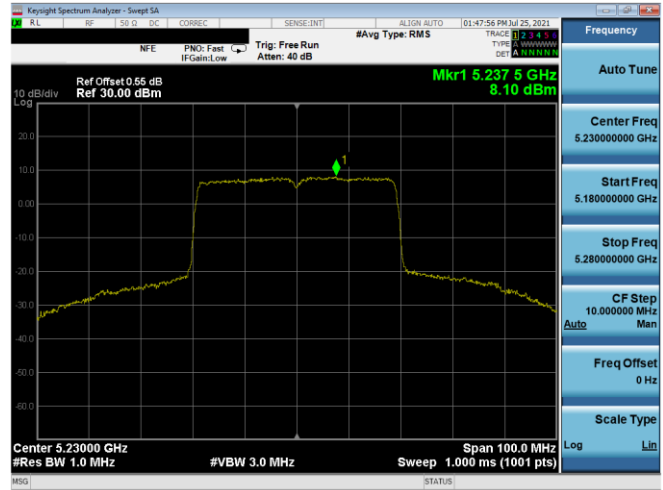 Keysight Spectrum Analyzer - Swept SA
RL RF 50 Ω DC CORREC SENSE:INT ALIGN AUTO 01:47:56 PM Jul 25, 2021
#Avg Type: RMS TRACE 1 2 3 4 5 6
NFE PNO: Fast Trig: Free Run TYPE A WWWWW
IFGain:Low Atten: 40 dB DET A N N N N N
Ref Offset 0.55 dB
Ref 30.00 dBm
10 dB/div
Log
Mkr1 5.237 5 GHz
8.10 dBm
20.0
10.0
0.00
-10.0
-20.0
-30.0
-40.0
-50.0
-60.0
1
Center 5.23000 GHz Span 100.0 MHz
#Res BW 1.0 MHz #VBW 3.0 MHz Sweep 1.000 ms (1001 pts)
MSG STATUS
Frequency
Auto Tune
Center Freq
5.230000000 GHz
Start Freq
5.180000000 GHz
Stop Freq
5.280000000 GHz
CF Step
10.000000 MHz
Auto Man
Freq Offset
0 Hz
Scale Type
Log Lin